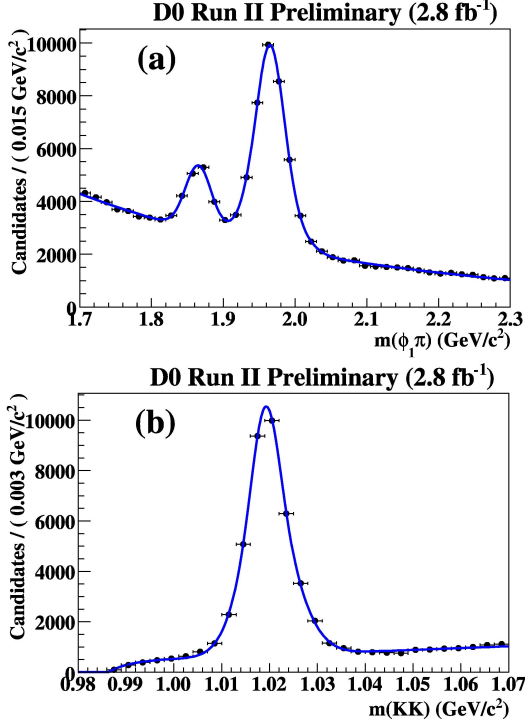 D0 Run II Preliminary (2.8 fb⁻¹)
(a)
Candidates / ( 0.015 GeV/c² )
10000
8000
6000
4000
2000
0
1.7 1.8 1.9 2.0 2.1 2.2 2.3
m(ϕ₁π) (GeV/c²)
D0 Run II Preliminary (2.8 fb⁻¹)
(b)
Candidates / ( 0.003 GeV/c² )
10000
8000
6000
4000
2000
0
0.98 0.99 1.00 1.01 1.02 1.03 1.04 1.05 1.06 1.07
m(KK) (GeV/c²)